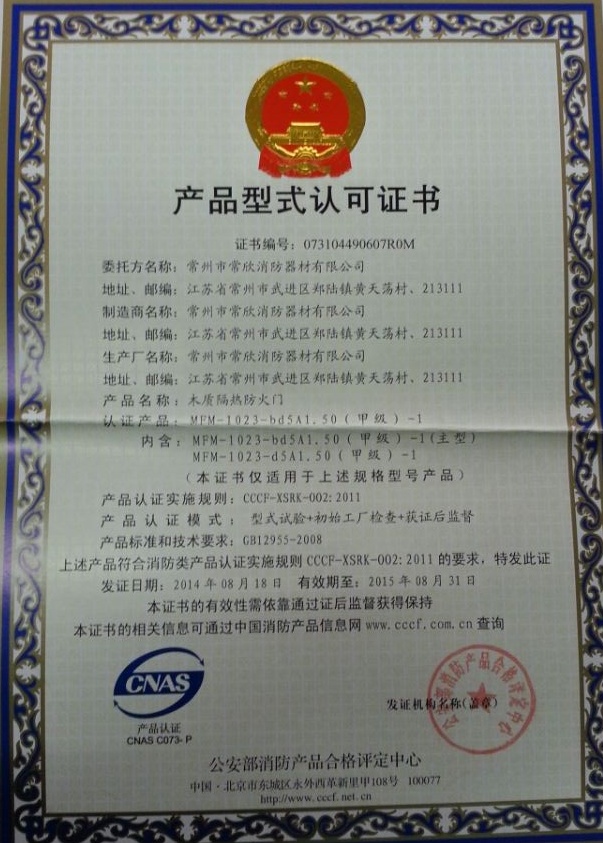 产品型式认可证书
证书编号：073104490607R0M
委托方名称：常州市常欣消防器材有限公司
地址、邮编：江苏省常州市武进区郑陆镇黄天荡村、213111
制造商名称：常州市常欣消防器材有限公司
地址、邮编：江苏省常州市武进区郑陆镇黄天荡村、213111
生产厂名称：常州市常欣消防器材有限公司
地址、邮编：江苏省常州市武进区郑陆镇黄天荡村、213111
产品名称：木质隔热防火门
认证产品：MFM-1023-bd5A1.50（甲级）-1
内含：MFM-1023-bd5A1.50（甲级）-1(主型)
MFM-1023-d5A1.50（甲级）-1
（本证书仅适用于上述规格型号产品）
产品认证实施规则：CCCF-XSRK-002:2011
产品认证模式：型式试验+初始工厂检查+获证后监督
产品标准和技术要求：GB12955-2008
上述产品符合消防类产品认证实施规则CCCF-XSRK-002:2011的要求，特发此证
发证日期：2014年08月18日 有效期至：2015年08月31日
本证书的有效性需依靠通过证后监督获得保持
本证书的相关信息可通过中国消防产品信息网www.cccf.com.cn查询
CNAS
产品认证
CNAS C073-P
发证机构名称(盖章)
公安部消防产品合格评定中心
公安部消防产品合格评定中心
中国·北京市东城区永外西革新里甲108号 100077
http://www.cccf.net.cn